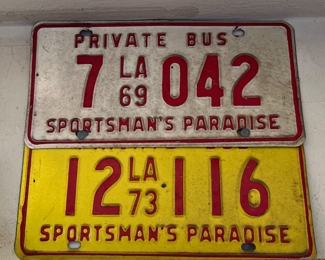 PRIVATE BUS
7 LA 69 042
SPORTSMAN'S PARADISE
12 LA 73 116
SPORTSMAN'S PARADISE